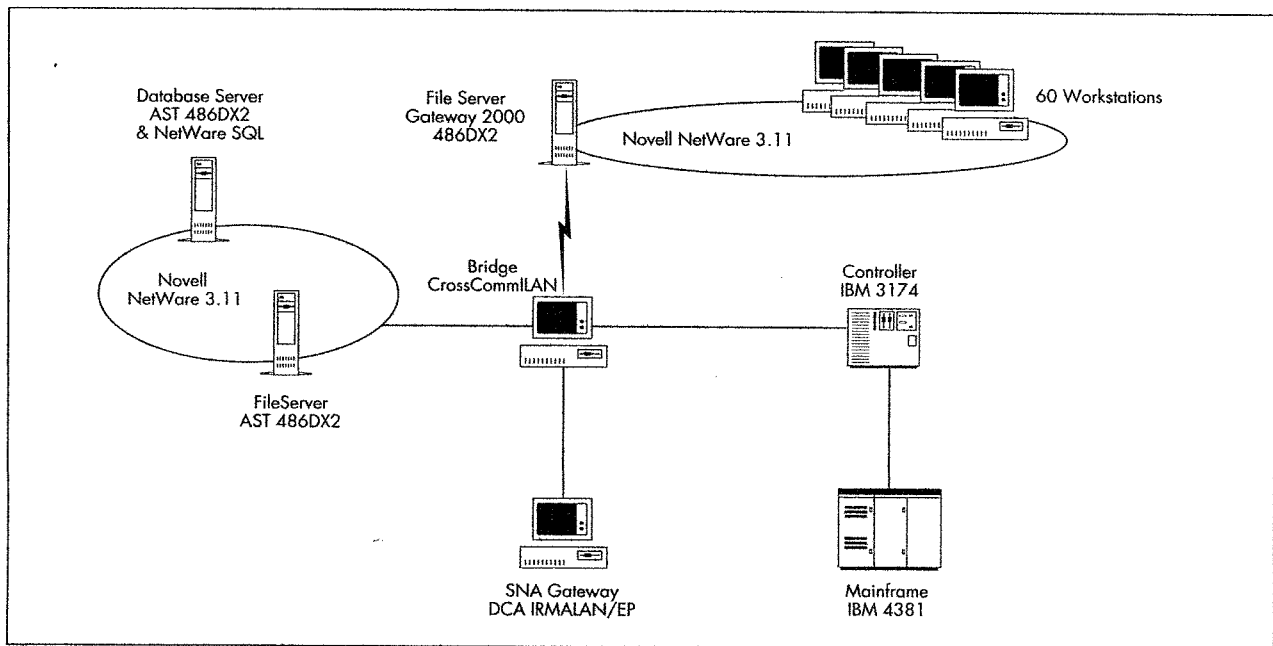 Database Server
AST 486DX2
& NetWare SQL
File Server
Gateway 2000
486DX2
60 Workstations
Novell NetWare 3.11
Novell
NetWare 3.11
Bridge
CrossCommILAN
Controller
IBM 3174
FileServer
AST 486DX2
SNA Gateway
DCA IRMALAN/EP
Mainframe
IBM 4381